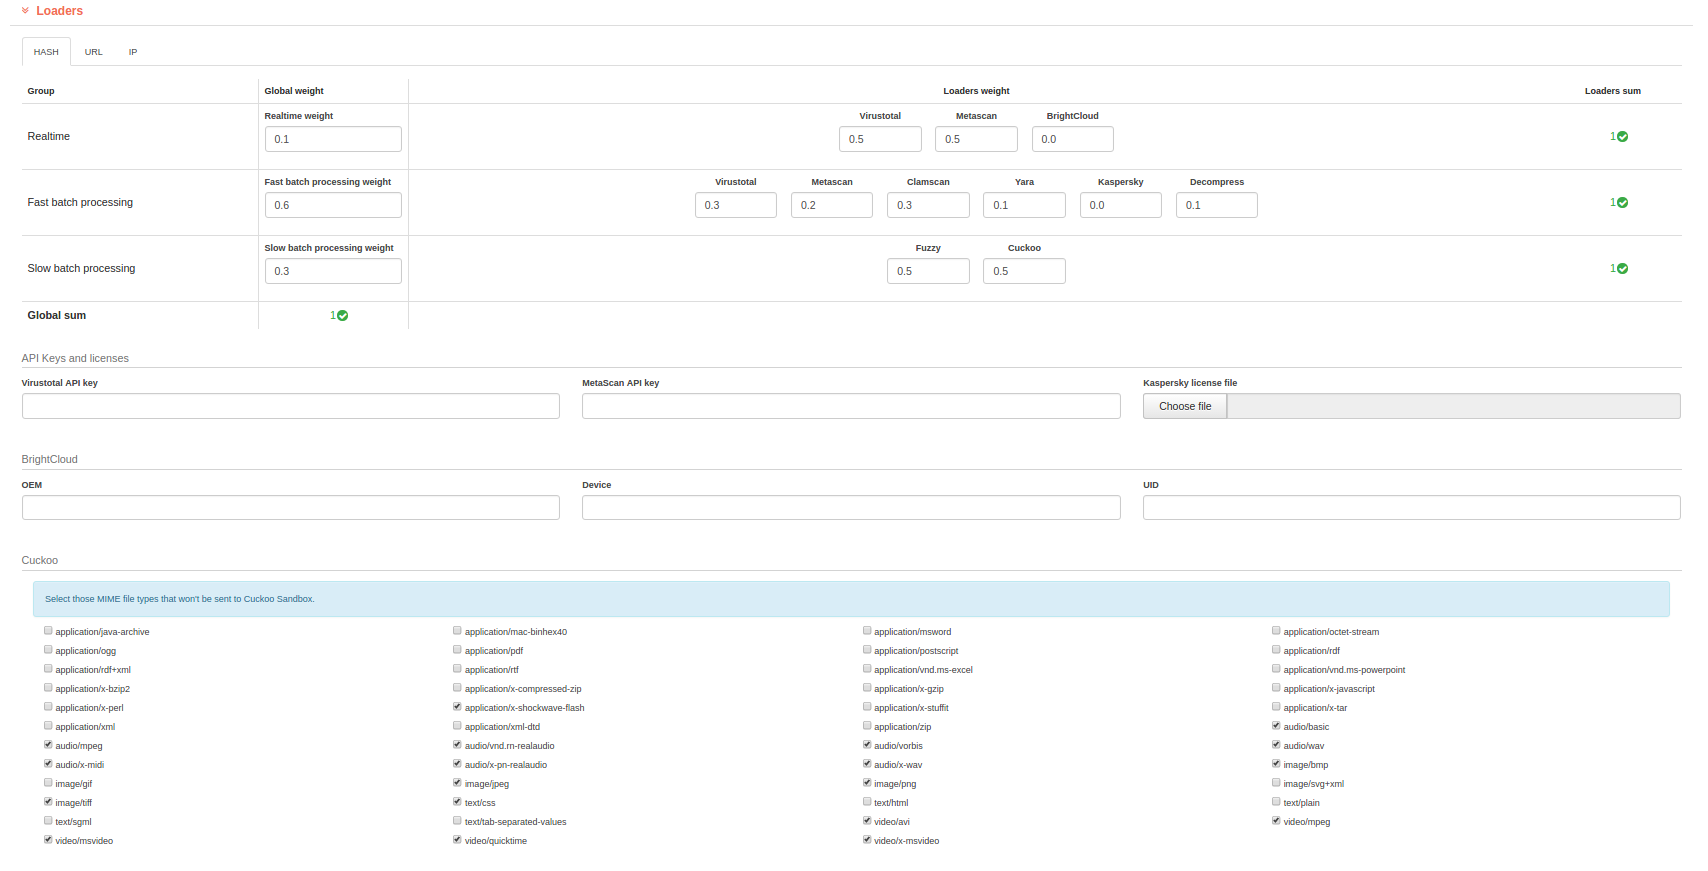 Loaders
HASH URL IP
Group Global weight Loaders weight Loaders sum
Realtime weight Virustotal Metascan BrightCloud
Realtime 0.1 0.5 0.5 0.0 1
Fast batch processing weight Virustotal Metascan Clamscan Yara Kaspersky Decompress
Fast batch processing 0.6 0.3 0.2 0.3 0.1 0.0 0.1 1
Slow batch processing weight Fuzzy Cuckoo
Slow batch processing 0.3 0.5 0.5 1
Global sum 1
API Keys and licenses
Virustotal API key MetaScan API key Kaspersky license file
Choose file
BrightCloud
OEM Device UID
Cuckoo
Select those MIME file types that won't be sent to Cuckoo Sandbox.
application/java-archive application/mac-binhex40 application/msword application/octet-stream
application/ogg application/pdf application/postscript application/rdf
application/rdf+xml application/rtf application/vnd.ms-excel application/vnd.ms-powerpoint
application/x-bzip2 application/x-compressed-zip application/x-gzip application/x-javascript
application/x-perl application/x-shockwave-flash application/x-stuffit application/x-tar
application/xml application/xml-dtd application/zip audio/basic
audio/mpeg audio/vnd.rn-realaudio audio/vorbis audio/wav
audio/x-midi audio/x-pn-realaudio audio/x-wav image/bmp
image/gif image/jpeg image/png image/svg+xml
image/tiff text/css text/html text/plain
text/sgml text/tab-separated-values video/avi video/mpeg
video/msvideo video/quicktime video/x-msvideo